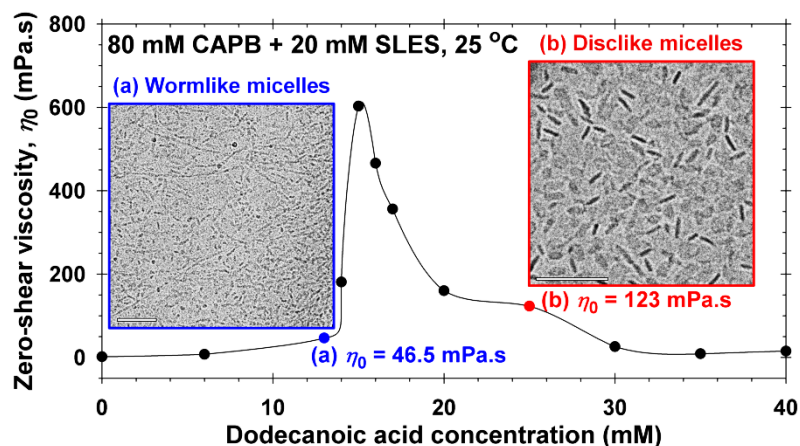 80 mM CAPB + 20 mM SLES, 25 °C
(a) Wormlike micelles
(b) Disclike micelles
Zero-shear viscosity, η0 (mPa.s)
800
600
400
200
0
(a) η0 = 46.5 mPa.s
(b) η0 = 123 mPa.s
0
10
20
30
40
Dodecanoic acid concentration (mM)